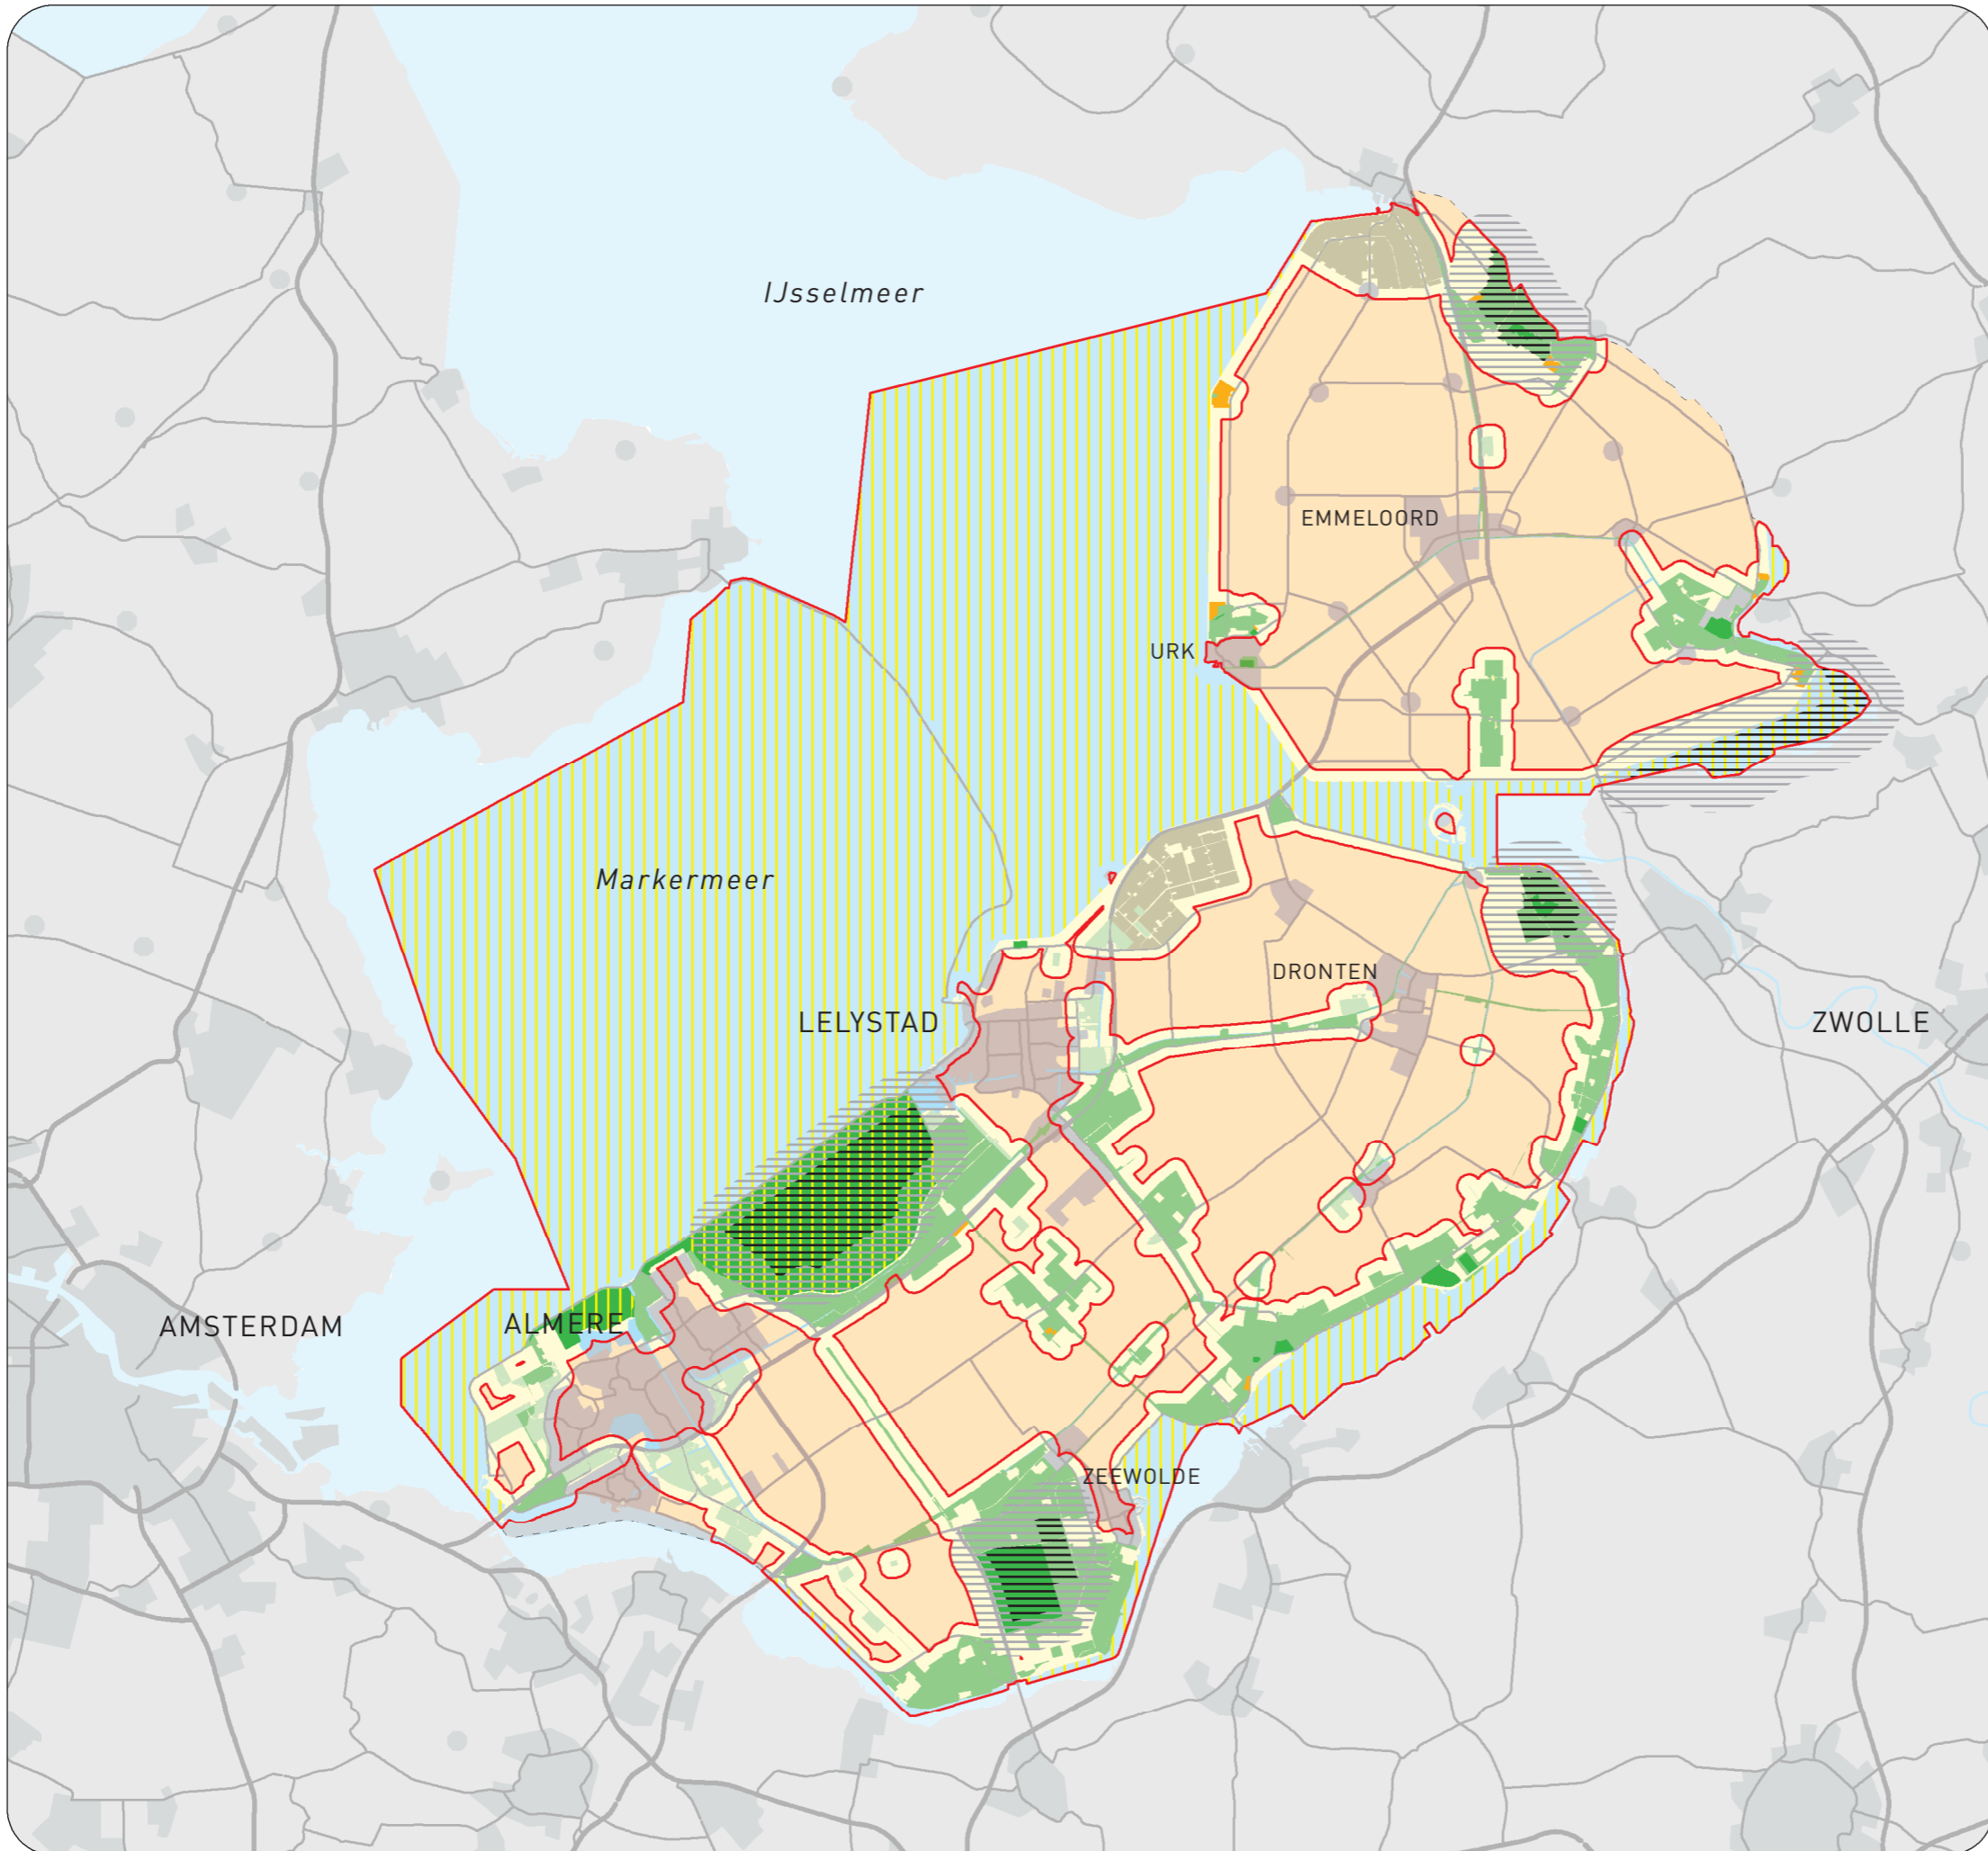 IJsselmeer
EMMELOORD
URK
Markermeer
DRONTEN
LELYSTAD
ZWOLLE
ALMERE
AMSTERDAM
ZEEWOLDE